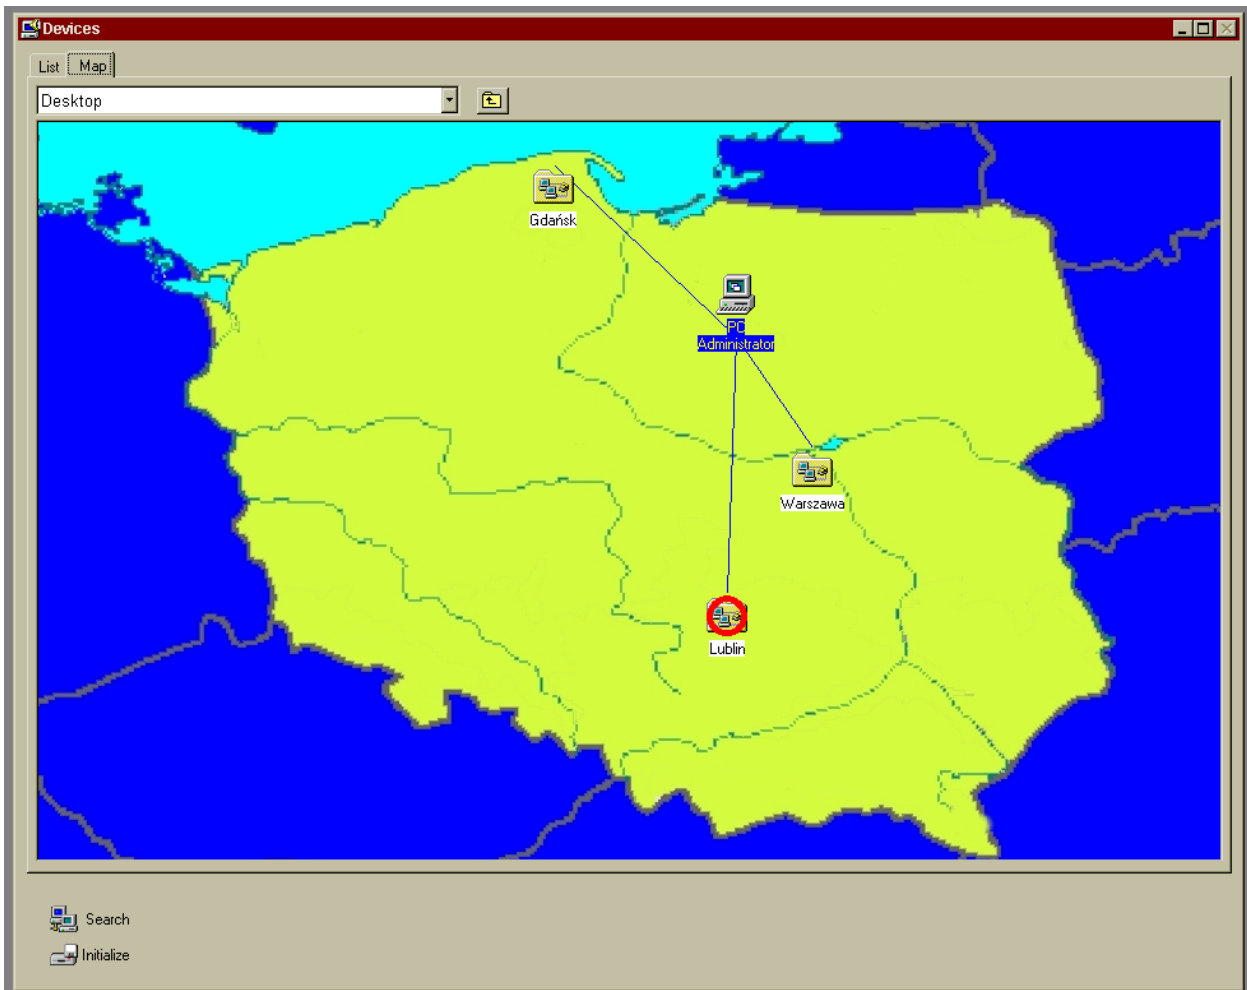 Devices
List
Map
Desktop
Gdańsk
PC
Administrator
Warszawa
Lublin
Search
Initialize